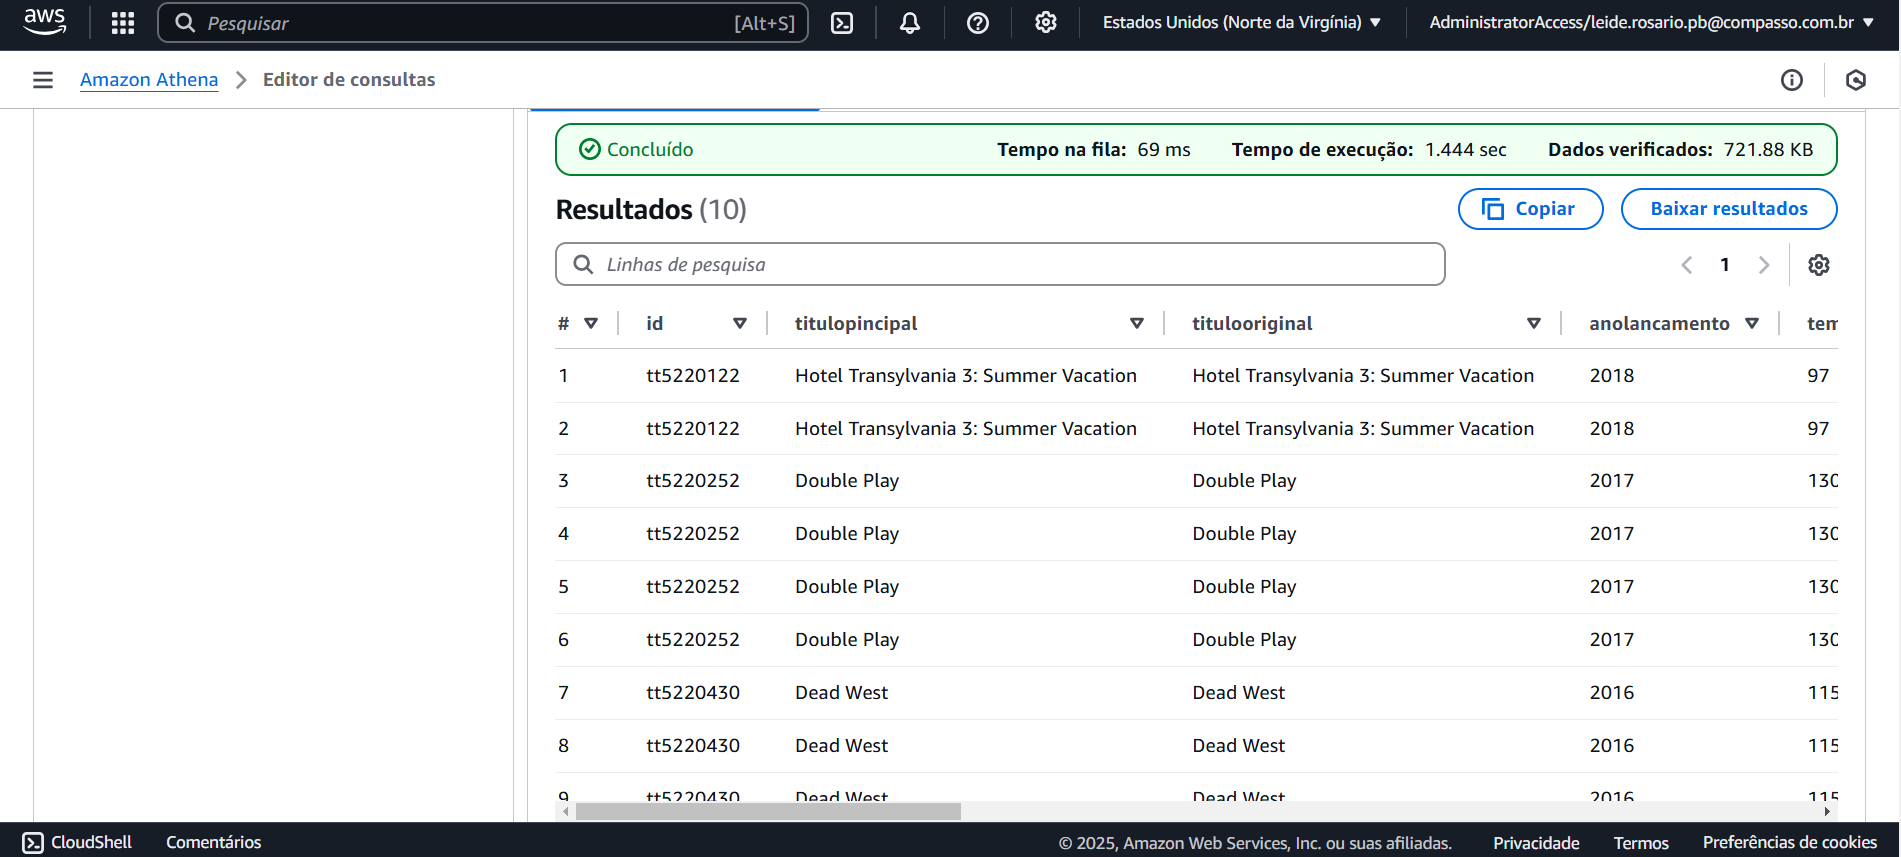 aws Pesquisar [Alt+S] Estados Unidos (Norte da Virgínia) AdministratorAccess/leide.rosario.pb@compasso.com.br
Amazon Athena Editor de consultas
Concluído Tempo na fila: 69 ms Tempo de execução: 1.444 sec Dados verificados: 721.88 KB
Resultados (10) Copiar Baixar resultados
Linhas de pesquisa 1
# id titulopincipal titulooriginal anolancamento tem
1 tt5220122 Hotel Transylvania 3: Summer Vacation Hotel Transylvania 3: Summer Vacation 2018 97
2 tt5220122 Hotel Transylvania 3: Summer Vacation Hotel Transylvania 3: Summer Vacation 2018 97
3 tt5220252 Double Play Double Play 2017 130
4 tt5220252 Double Play Double Play 2017 130
5 tt5220252 Double Play Double Play 2017 130
6 tt5220252 Double Play Double Play 2017 130
7 tt5220430 Dead West Dead West 2016 115
8 tt5220430 Dead West Dead West 2016 115
9 tt5220430 Dead West Dead West 2016 115
CloudShell Comentários © 2025, Amazon Web Services, Inc. ou suas afiliadas. Privacidade Termos Preferências de cookies